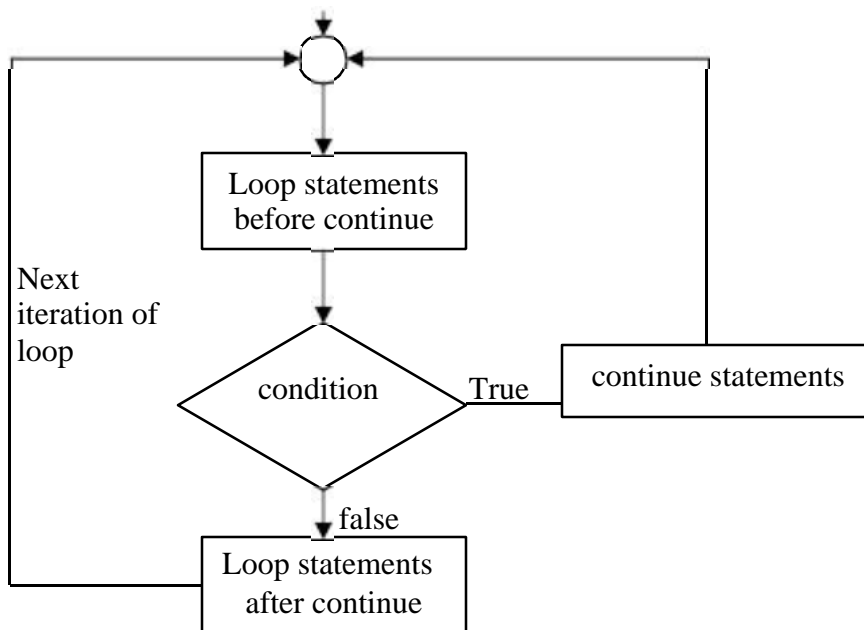 Loop statements
before continue
Next
iteration of
loop
condition
True
continue statements
false
Loop statements
after continue